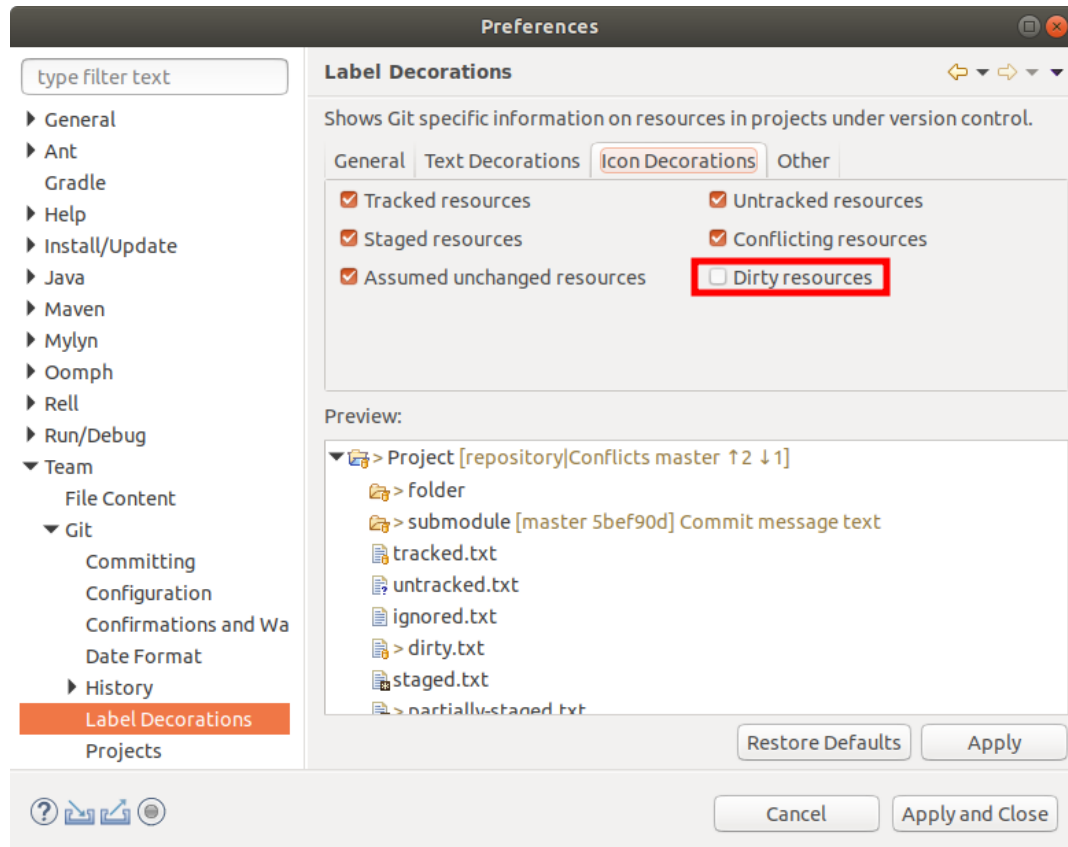 Preferences
type filter text
General
Ant
Gradle
Help
Install/Update
Java
Maven
Mylyn
Oomph
Rell
Run/Debug
Team
File Content
Git
Committing
Configuration
Confirmations and Wa
Date Format
History
Label Decorations
Projects
Label Decorations
Shows Git specific information on resources in projects under version control.
General Text Decorations Icon Decorations Other
Tracked resources Untracked resources
Staged resources Conflicting resources
Assumed unchanged resources Dirty resources
Preview:
> Project [repository|Conflicts master ↑2 ↓1]
> folder
> submodule [master 5bef90d] Commit message text
tracked.txt
untracked.txt
ignored.txt
> dirty.txt
staged.txt
> partially-staged.txt
Restore Defaults Apply
Cancel Apply and Close